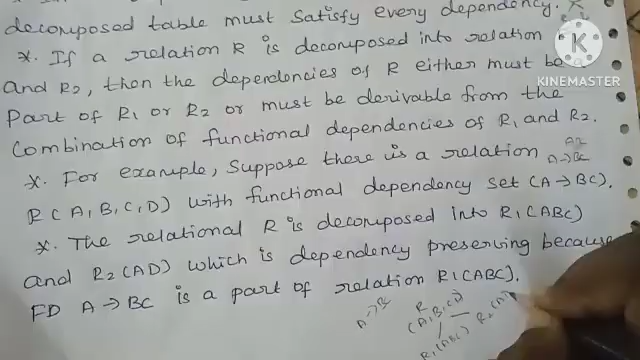 decomposed table must satisfy every dependency.
*. If a relation R is decomposed into relation
and R2, then the dependencies of R either must be a
Part of R1 or R2 or must be derivable from the
Combination of functional dependencies of R1 and R2.
*. For example, Suppose there is a relation
A→BC
R(A,B,C,D) with functional dependency set (A→BC).
*. The relational R is decomposed into R1(ABC)
and R2(AD) which is dependency preserving because
FD A→BC is a part of relation R1(ABC).
A→BC
R
(A,B,C,D)
R1(ABC) R2(A
K
KINEMASTER